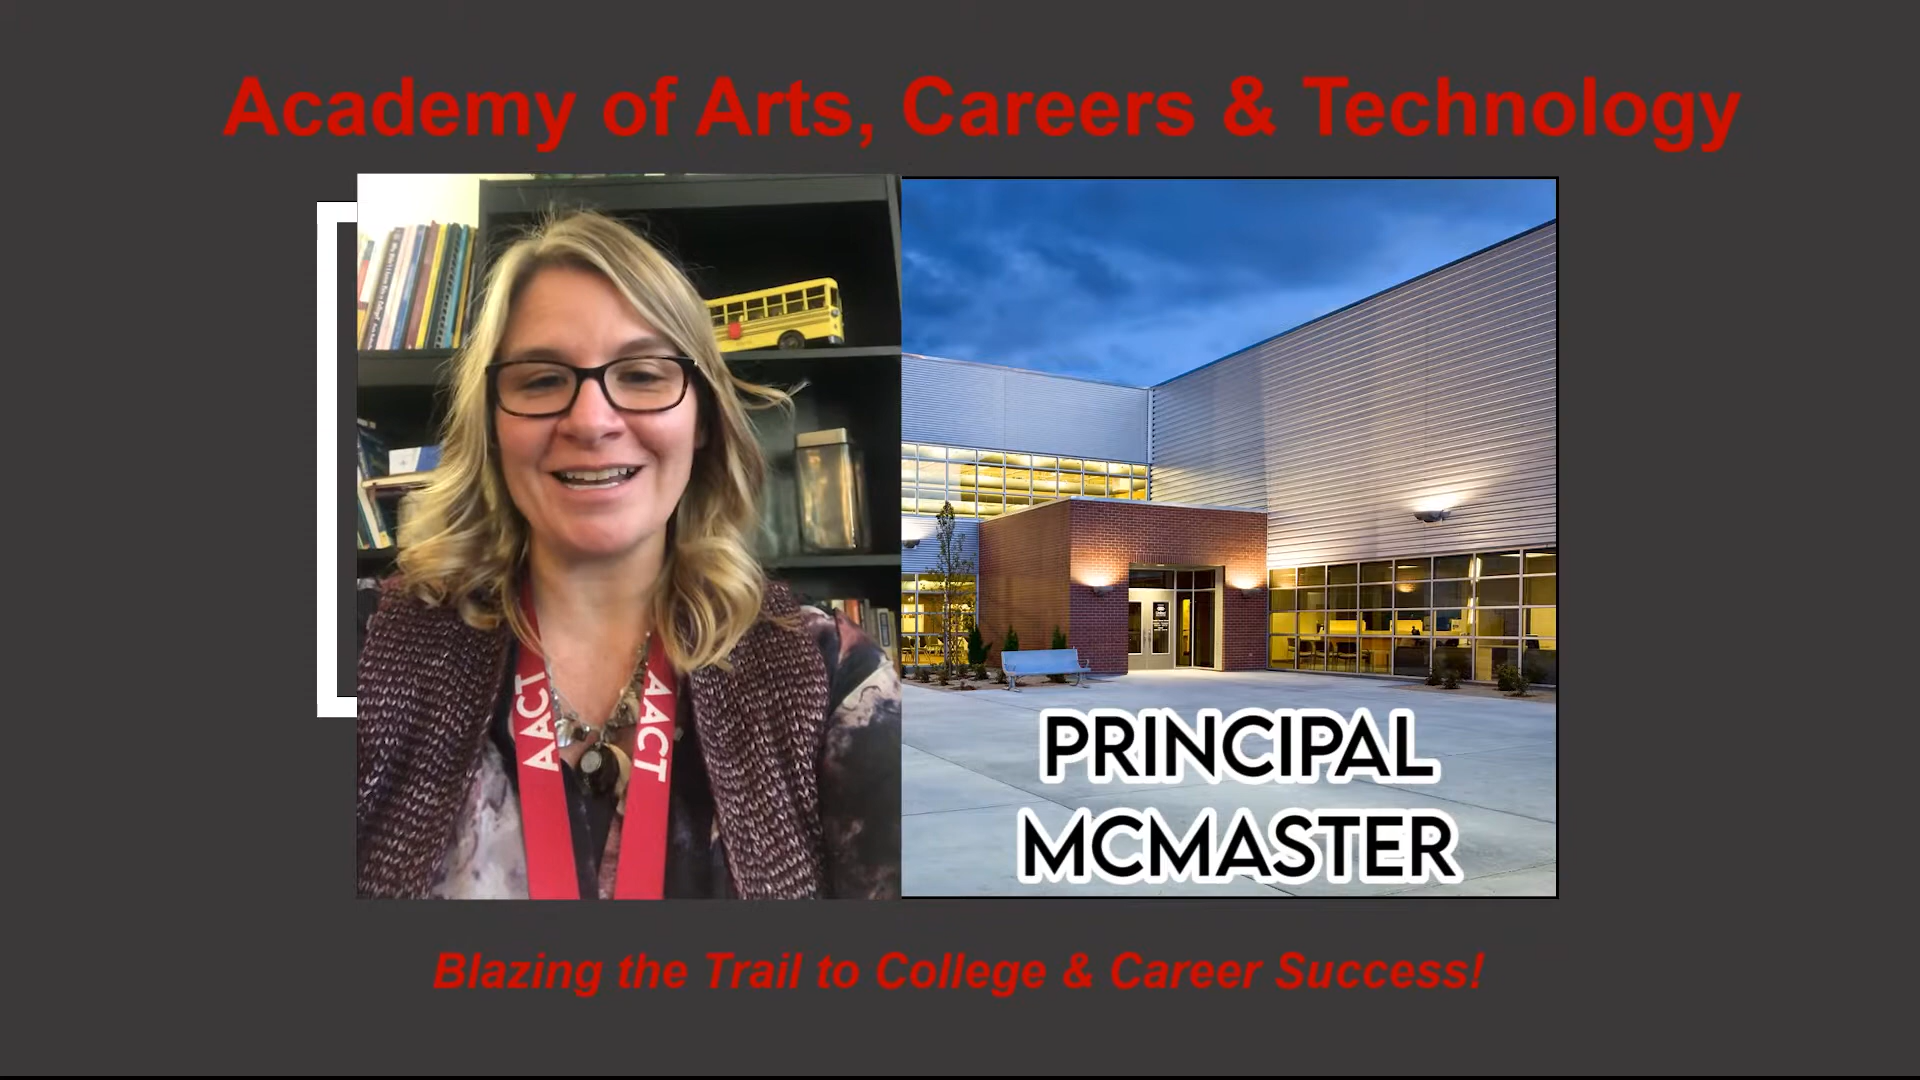 Academy of Arts, Careers & Technology
AACT
AACT
PRINCIPAL
MCMASTER
Blazing the Trail to College & Career Success!